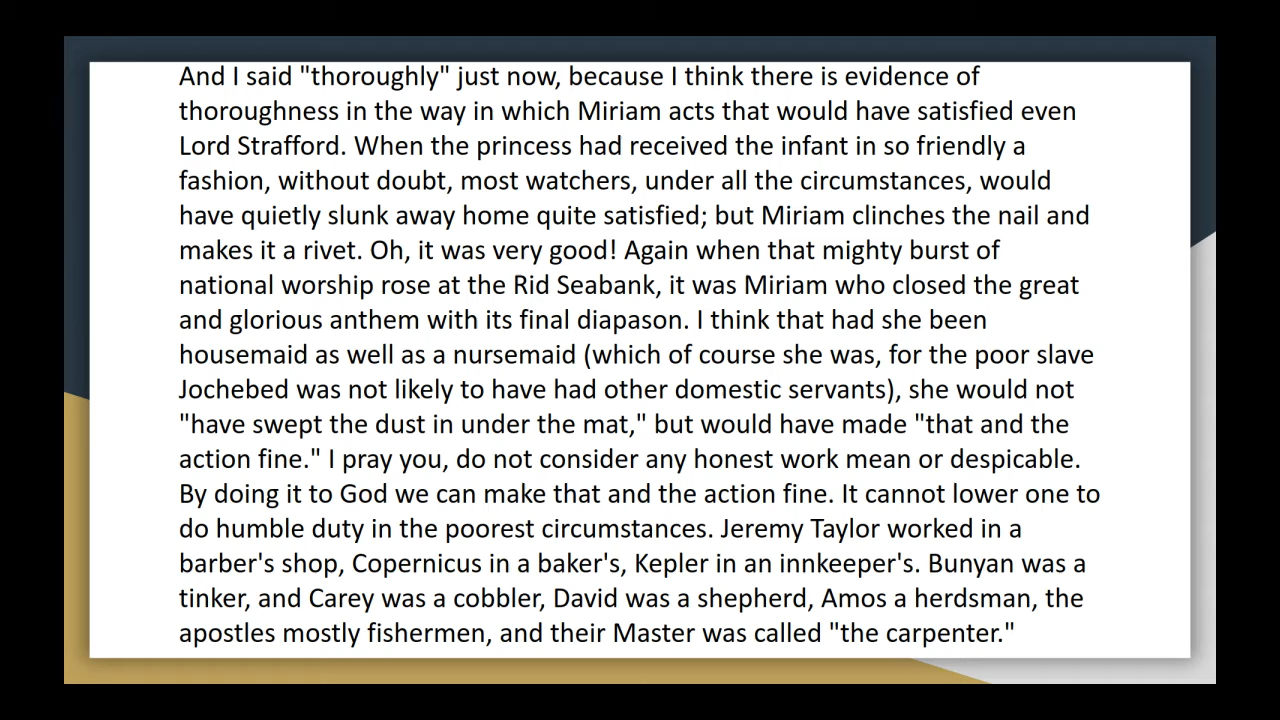 And I said "thoroughly" just now, because I think there is evidence of
thoroughness in the way in which Miriam acts that would have satisfied even
Lord Strafford. When the princess had received the infant in so friendly a
fashion, without doubt, most watchers, under all the circumstances, would
have quietly slunk away home quite satisfied; but Miriam clinches the nail and
makes it a rivet. Oh, it was very good! Again when that mighty burst of
national worship rose at the Rid Seabank, it was Miriam who closed the great
and glorious anthem with its final diapason. I think that had she been
housemaid as well as a nursemaid (which of course she was, for the poor slave
Jochebed was not likely to have had other domestic servants), she would not
"have swept the dust in under the mat," but would have made "that and the
action fine." I pray you, do not consider any honest work mean or despicable.
By doing it to God we can make that and the action fine. It cannot lower one to
do humble duty in the poorest circumstances. Jeremy Taylor worked in a
barber's shop, Copernicus in a baker's, Kepler in an innkeeper's. Bunyan was a
tinker, and Carey was a cobbler, David was a shepherd, Amos a herdsman, the
apostles mostly fishermen, and their Master was called "the carpenter."